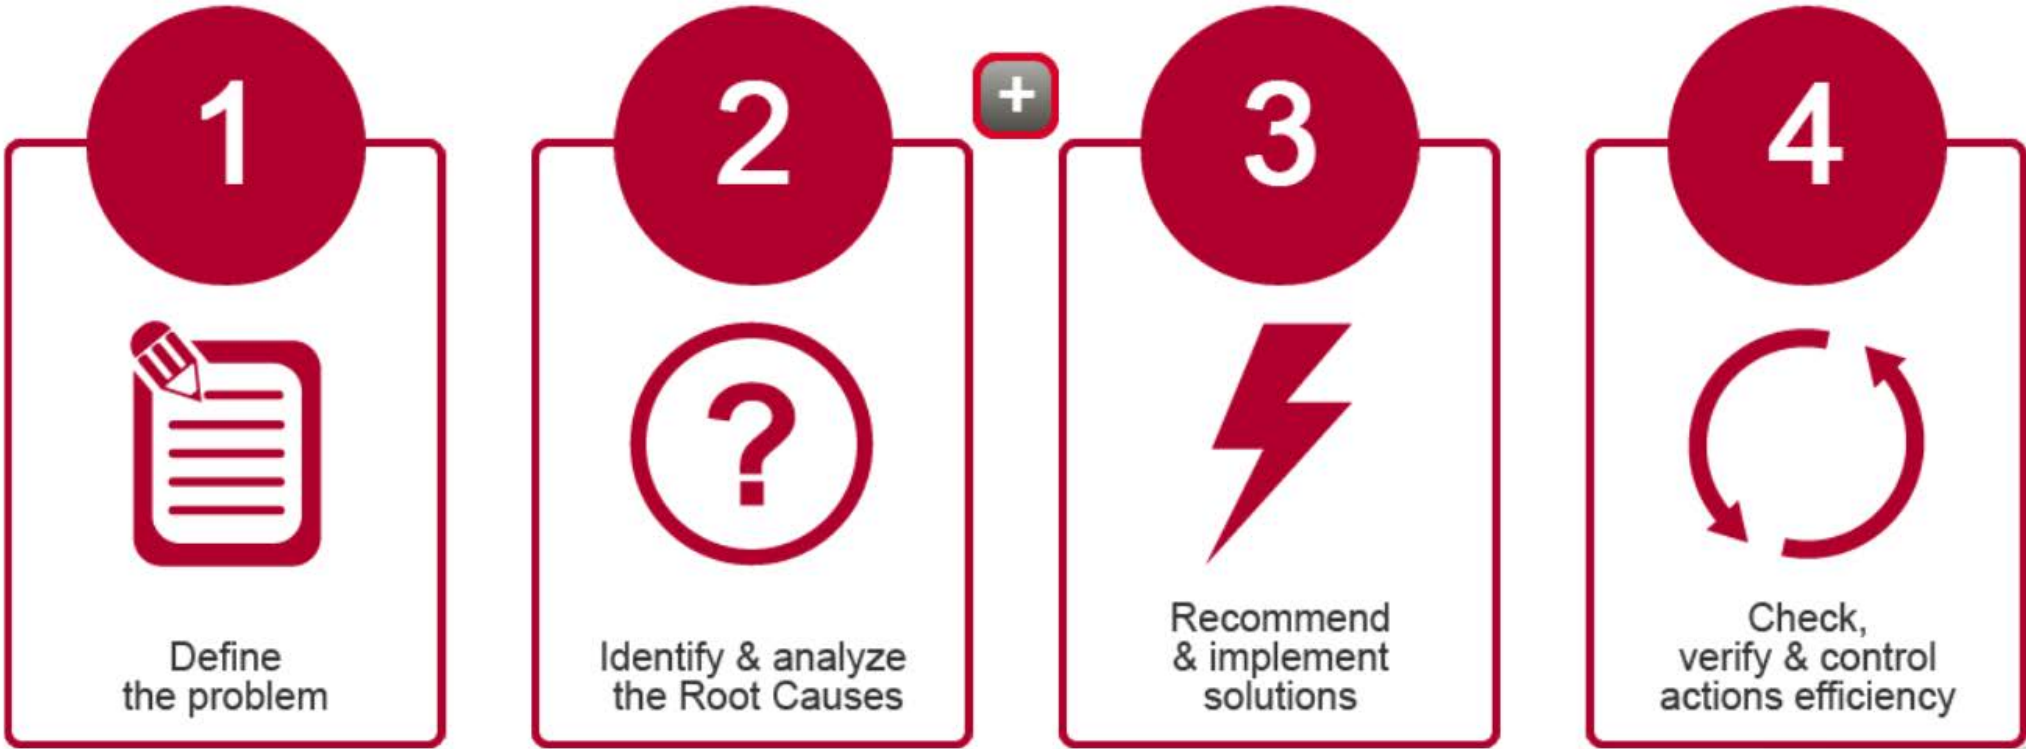 1
Define
the problem
2
Identify & analyze
the Root Causes
+
3
Recommend
& implement
solutions
4
Check,
verify & control
actions efficiency